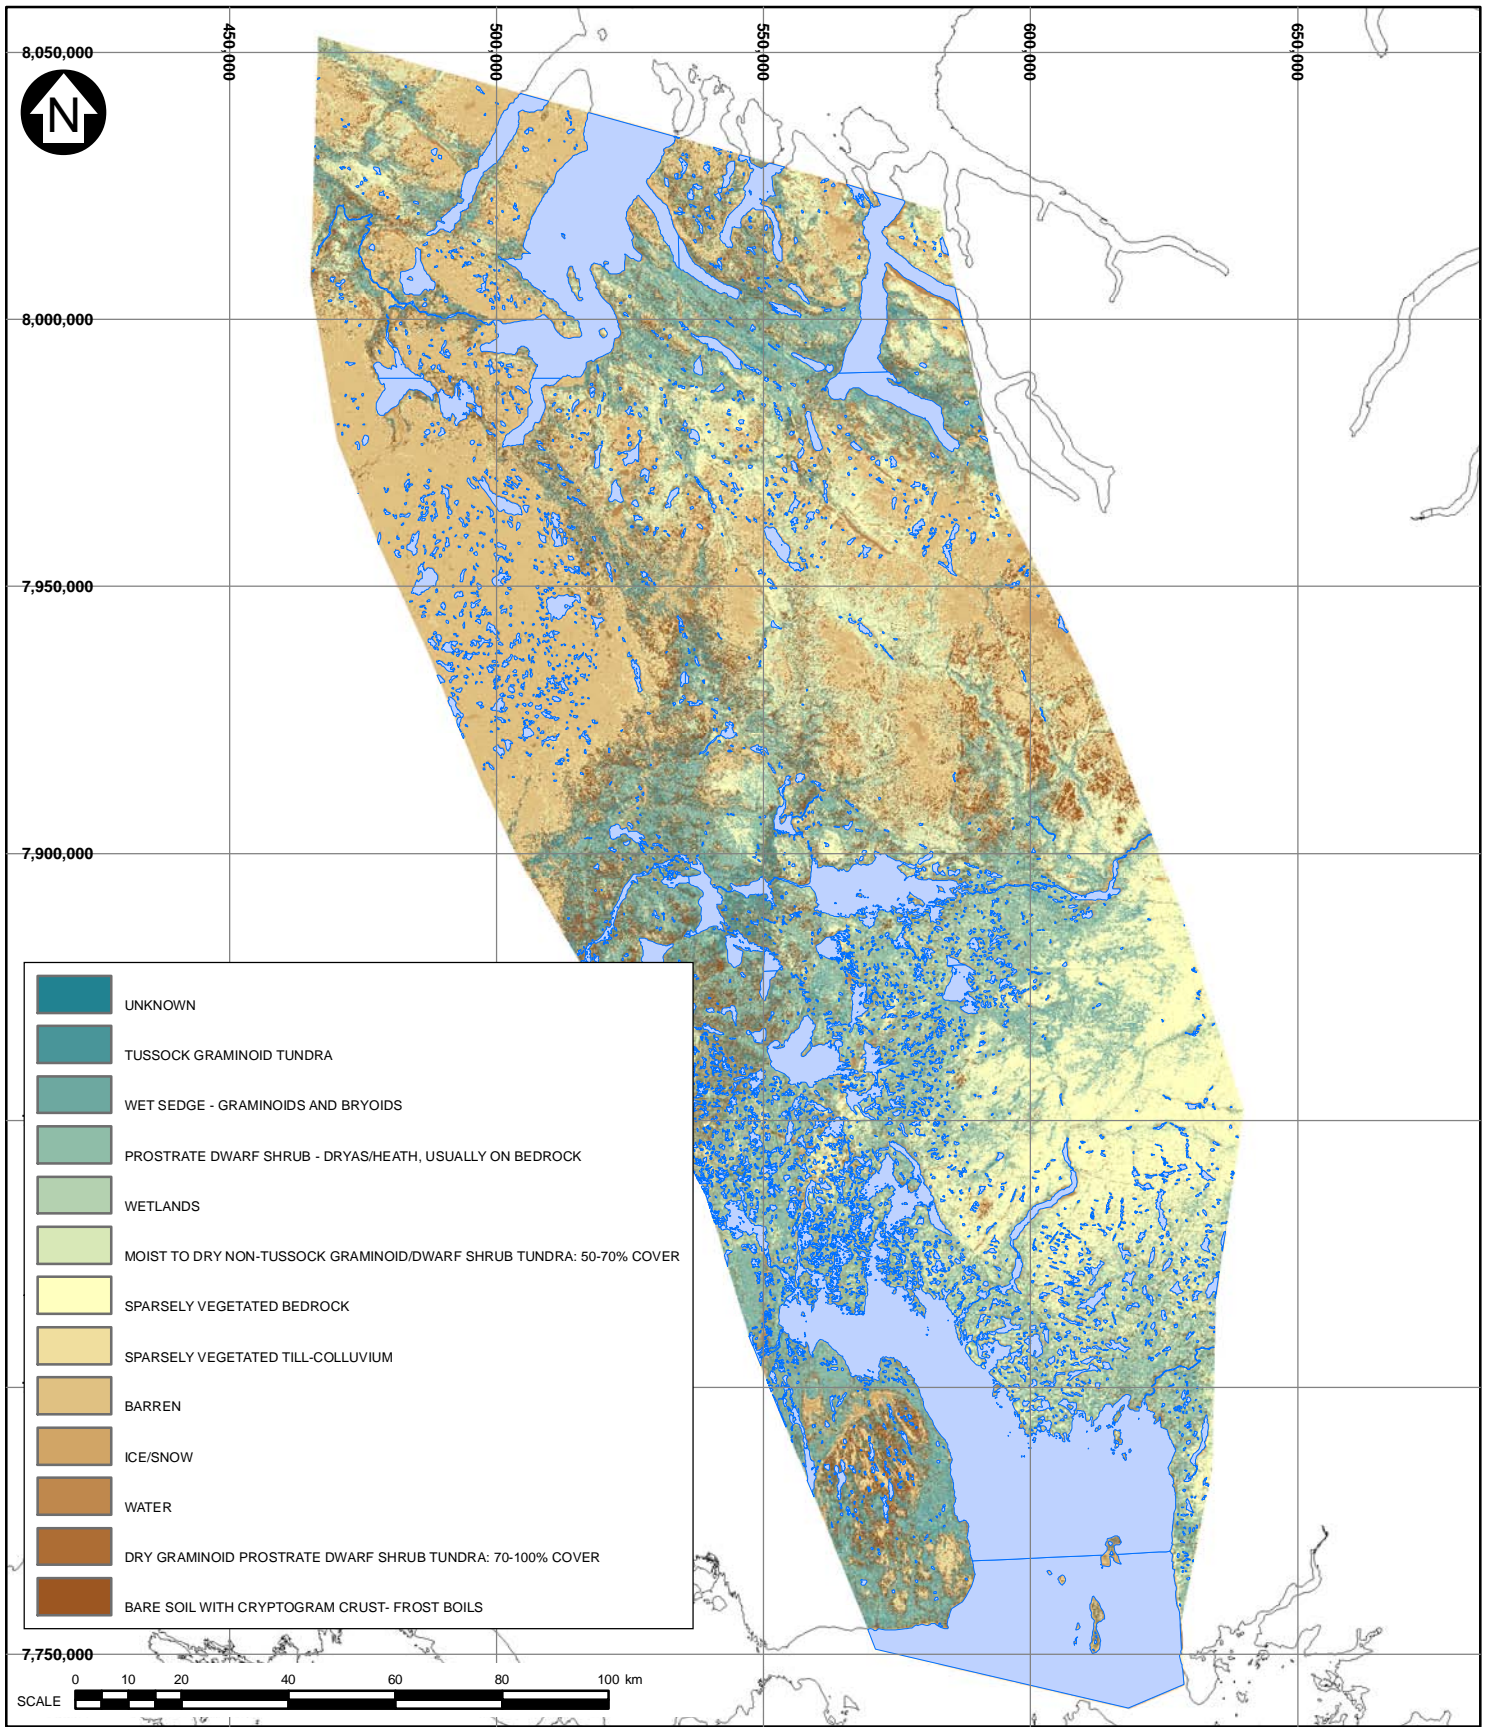 450,000
500,000
550,000
600,000
650,000
8,050,000
N
8,000,000
7,950,000
7,900,000
UNKNOWN
TUSSOCK GRAMINOID TUNDRA
WET SEDGE - GRAMINOIDS AND BRYOIDS
PROSTRATE DWARF SHRUB - DRYAS/HEATH, USUALLY ON BEDROCK
WETLANDS
MOIST TO DRY NON-TUSSOCK GRAMINOID/DWARF SHRUB TUNDRA: 50-70% COVER
SPARSELY VEGETATED BEDROCK
SPARSELY VEGETATED TILL-COLLUVIUM
BARREN
ICE/SNOW
WATER
DRY GRAMINOID PROSTRATE DWARF SHRUB TUNDRA: 70-100% COVER
BARE SOIL WITH CRYPTOGRAM CRUST- FROST BOILS
7,750,000
0 10 20 40 60 80 100 km
SCALE